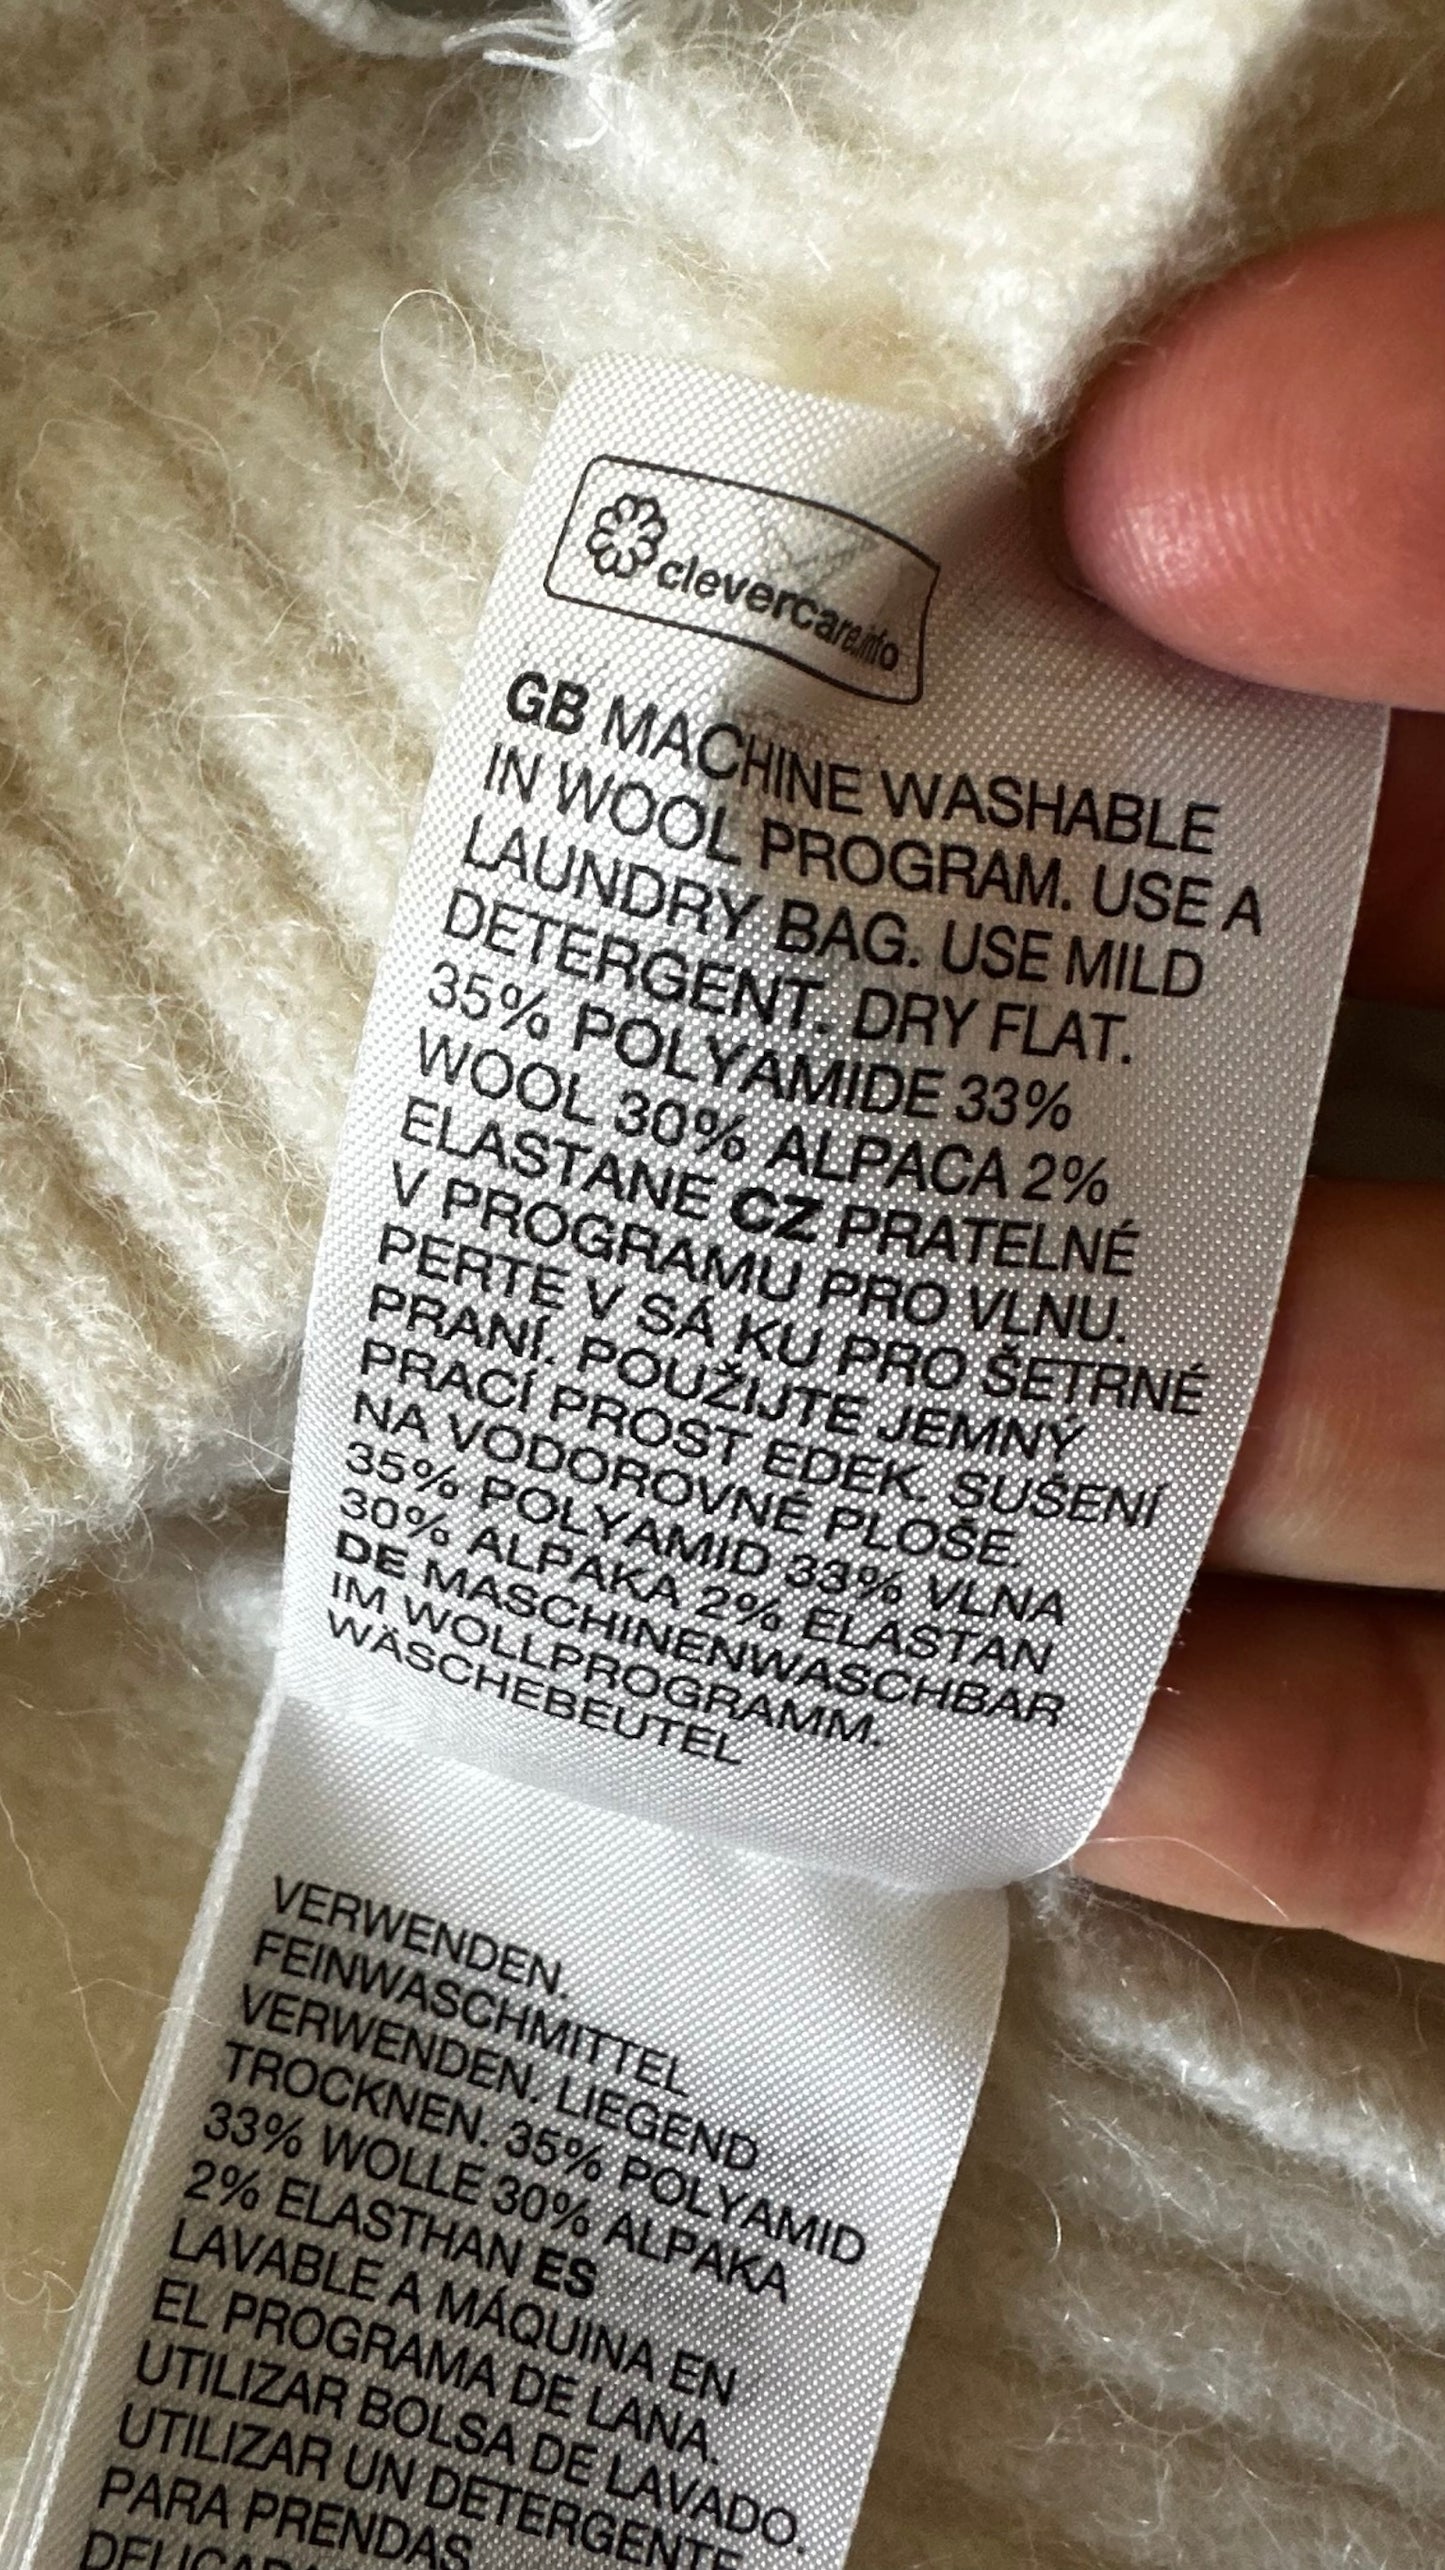 clevercare.info
GB MACHINE WASHABLE
IN WOOL PROGRAM. USE A
LAUNDRY BAG. USE MILD
DETERGENT. DRY FLAT.
35% POLYAMIDE 33%
WOOL 30% ALPACA 2%
ELASTANE CZ PRATELNÉ
V PROGRAMU PRO VLNU.
PERTE V SÁ KU PRO ŠETRNÉ
PRANÍ. POUŽIJTE JEMNÝ
PRACÍ PROST EDEK. SUŠENÍ
NA VODOROVNÉ PLOŠE.
35% POLYAMID 33% VLNA
30% ALPAKA 2% ELASTAN
DE MASCHINENWASCHBAR
IM WOLLPROGRAMM.
WÄSCHEBEUTEL
VERWENDEN.
FEINWASCHMITTEL
VERWENDEN. LIEGEND
TROCKNEN. 35% POLYAMID
33% WOLLE 30% ALPAKA
2% ELASTHAN ES
LAVABLE A MÁQUINA EN
EL PROGRAMA DE LANA.
UTILIZAR BOLSA DE LAVADO.
UTILIZAR UN DETERGENTE
PARA PRENDAS